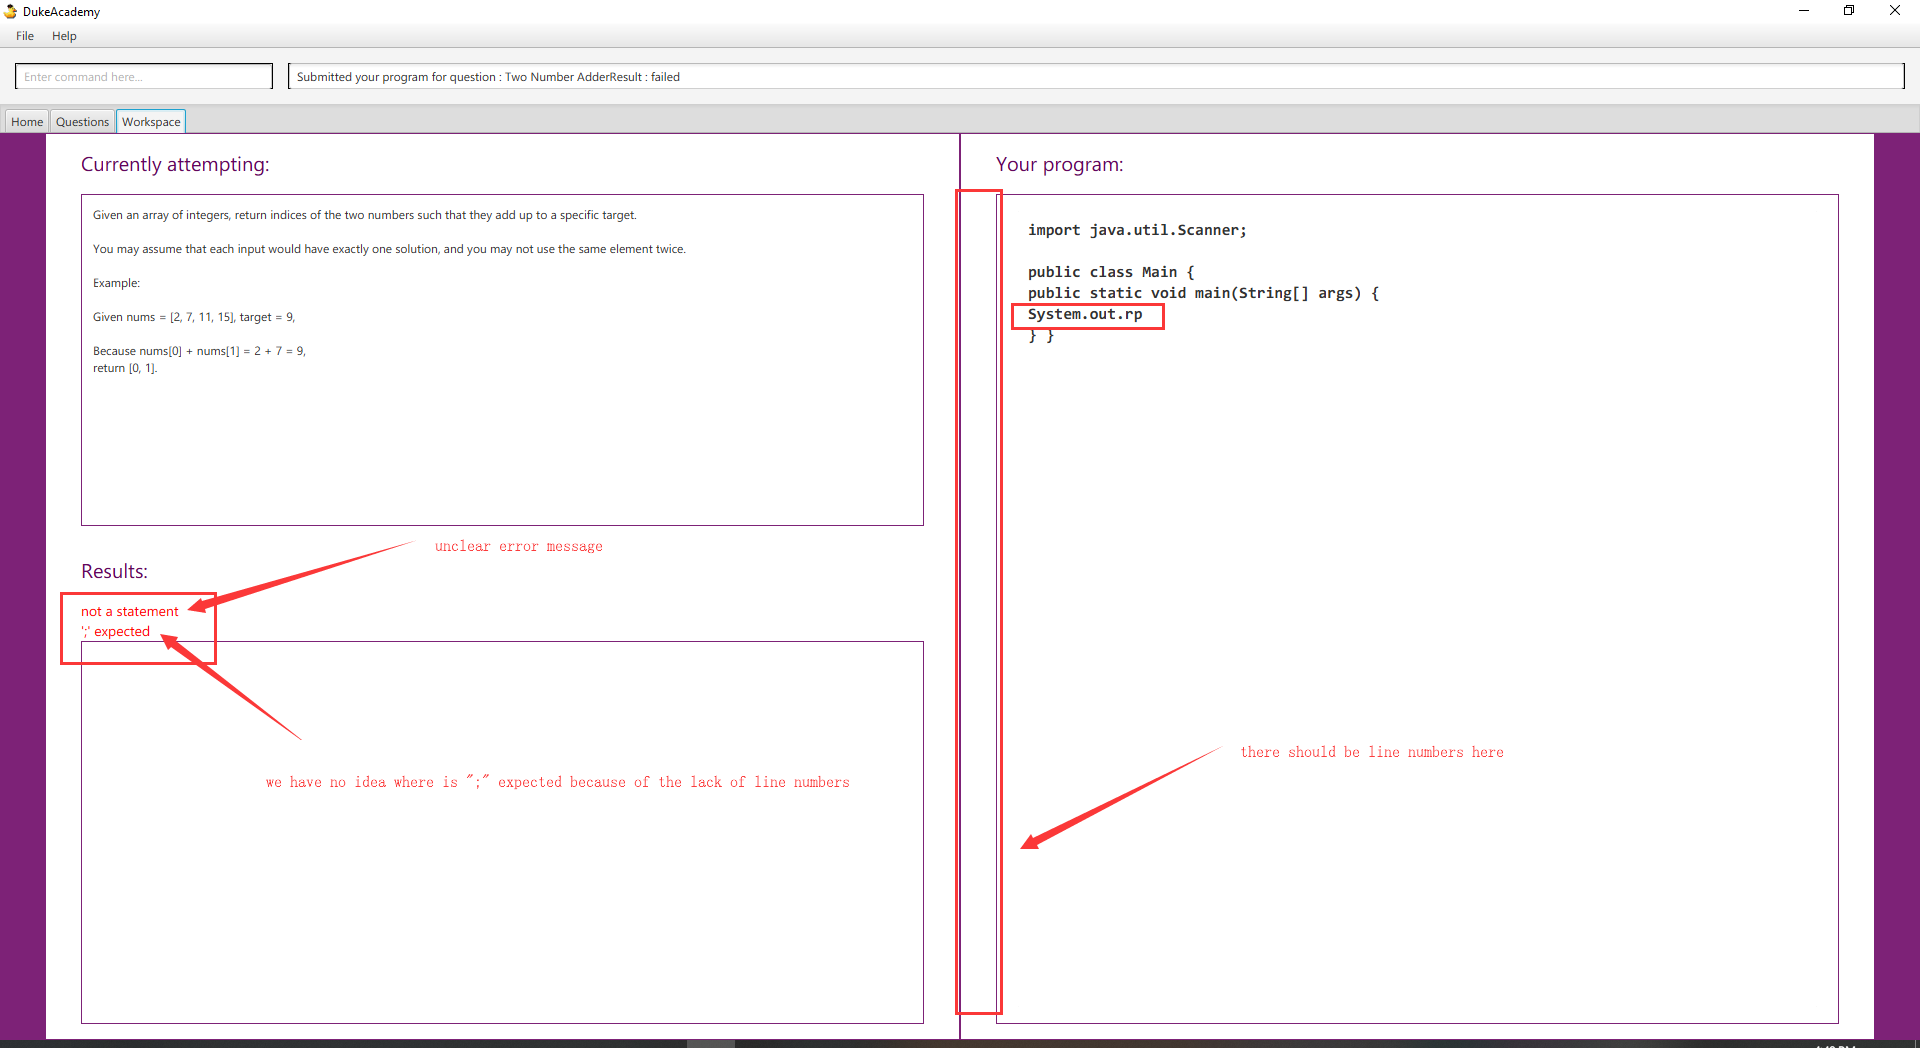 DukeAcademy
File Help
Enter command here...
Submitted your program for question : Two Number AdderResult : failed
Home Questions Workspace
Currently attempting:
Given an array of integers, return indices of the two numbers such that they add up to a specific target.
You may assume that each input would have exactly one solution, and you may not use the same element twice.
Example:
Given nums = [2, 7, 11, 15], target = 9,
Because nums[0] + nums[1] = 2 + 7 = 9,
return [0, 1].
unclear error message
Results:
not a statement
';' expected
we have no idea where is ";" expected because of the lack of line numbers
Your program:
import java.util.Scanner;
public class Main {
public static void main(String[] args) {
System.out.rp
} }
there should be line numbers here